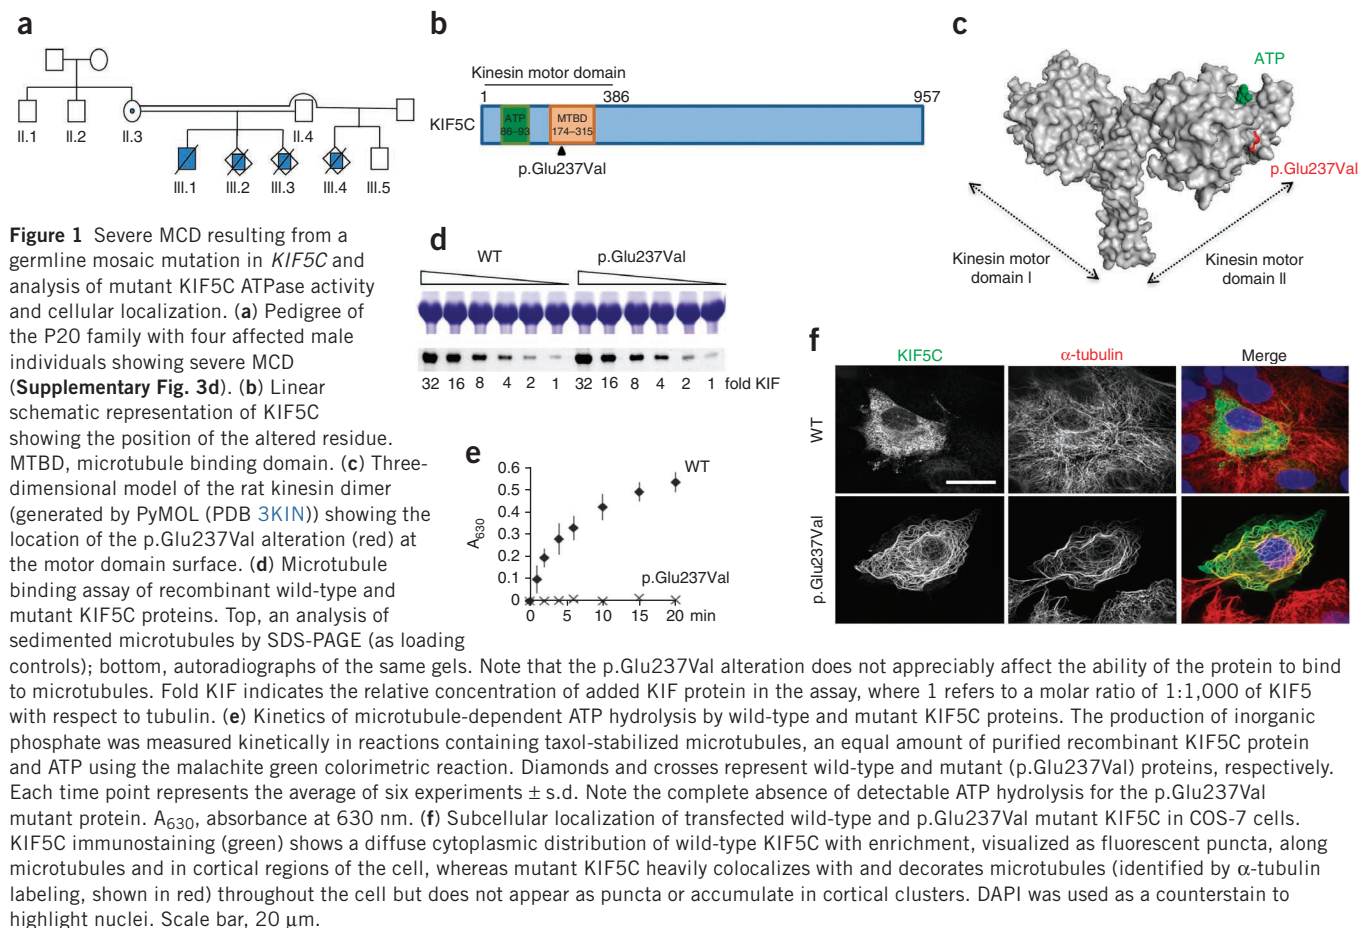 a
II.1
II.2
II.3
II.4
III.1
III.2
III.3
III.4
III.5
b
Kinesin motor domain
1
386
957
KIF5C
ATP
86–93
MTBD
174–315
p.Glu237Val
c
ATP
p.Glu237Val
Kinesin motor
domain I
Kinesin motor
domain II
d
WT
p.Glu237Val
32 16 8 4 2 1 32 16 8 4 2 1 fold KIF
e
0.6
0.5
0.4
0.3
0.2
0.1
0
A630
WT
p.Glu237Val
0 5 10 15 20 min
f
KIF5C
α-tubulin
Merge
WT
p.Glu237Val
Figure 1 Severe MCD resulting from a
germline mosaic mutation in KIF5C and
analysis of mutant KIF5C ATPase activity
and cellular localization. (a) Pedigree of
the P20 family with four affected male
individuals showing severe MCD
(Supplementary Fig. 3d). (b) Linear
schematic representation of KIF5C
showing the position of the altered residue.
MTBD, microtubule binding domain. (c) Three-
dimensional model of the rat kinesin dimer
(generated by PyMOL (PDB 3KIN)) showing the
location of the p.Glu237Val alteration (red) at
the motor domain surface. (d) Microtubule
binding assay of recombinant wild-type and
mutant KIF5C proteins. Top, an analysis of
sedimented microtubules by SDS-PAGE (as loading
controls); bottom, autoradiographs of the same gels. Note that the p.Glu237Val alteration does not appreciably affect the ability of the protein to bind
to microtubules. Fold KIF indicates the relative concentration of added KIF protein in the assay, where 1 refers to a molar ratio of 1:1,000 of KIF5
with respect to tubulin. (e) Kinetics of microtubule-dependent ATP hydrolysis by wild-type and mutant KIF5C proteins. The production of inorganic
phosphate was measured kinetically in reactions containing taxol-stabilized microtubules, an equal amount of purified recombinant KIF5C protein
and ATP using the malachite green colorimetric reaction. Diamonds and crosses represent wild-type and mutant (p.Glu237Val) proteins, respectively.
Each time point represents the average of six experiments ± s.d. Note the complete absence of detectable ATP hydrolysis for the p.Glu237Val
mutant protein. A630, absorbance at 630 nm. (f) Subcellular localization of transfected wild-type and p.Glu237Val mutant KIF5C in COS-7 cells.
KIF5C immunostaining (green) shows a diffuse cytoplasmic distribution of wild-type KIF5C with enrichment, visualized as fluorescent puncta, along
microtubules and in cortical regions of the cell, whereas mutant KIF5C heavily colocalizes with and decorates microtubules (identified by α-tubulin
labeling, shown in red) throughout the cell but does not appear as puncta or accumulate in cortical clusters. DAPI was used as a counterstain to
highlight nuclei. Scale bar, 20 µm.